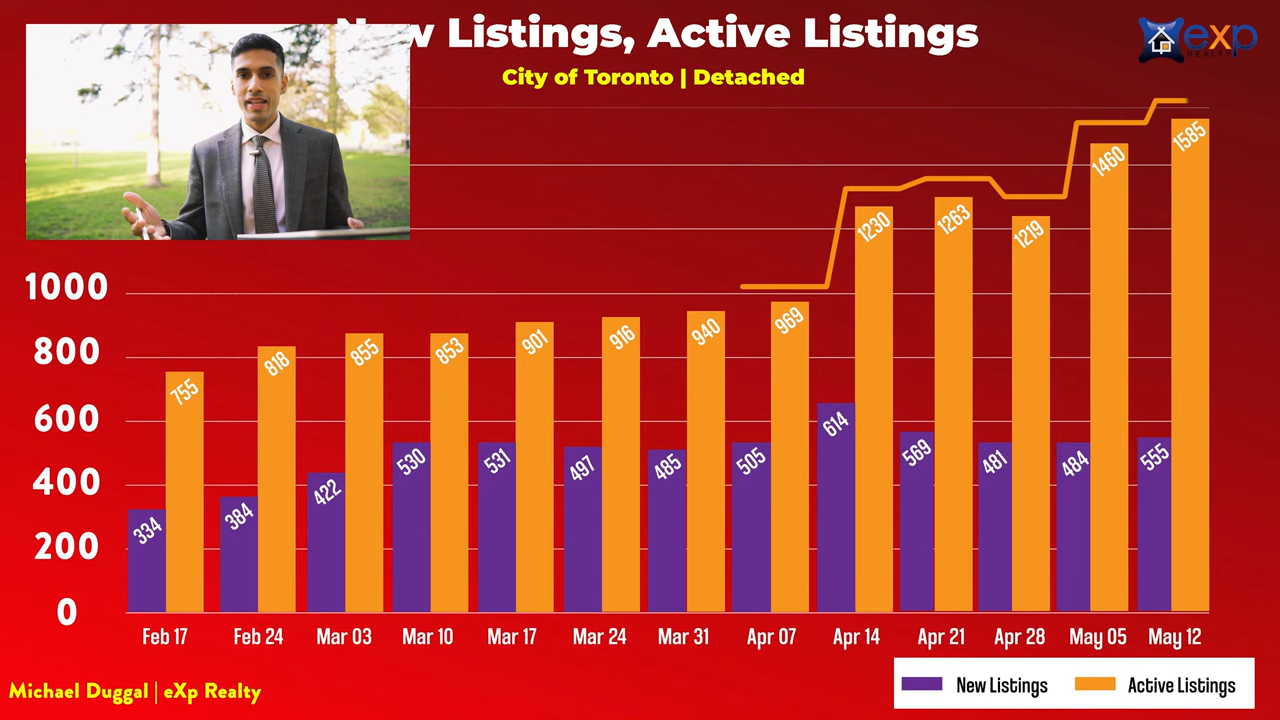 New Listings, Active Listings
City of Toronto | Detached
exp
REALTY
1000
800
600
400
200
0
334
755
384
818
422
855
530
853
531
901
497
916
485
940
505
969
614
1230
569
1263
481
1219
484
1460
555
1585
Feb 17
Feb 24
Mar 03
Mar 10
Mar 17
Mar 24
Mar 31
Apr 07
Apr 14
Apr 21
Apr 28
May 05
May 12
New Listings
Active Listings
Michael Duggal | eXp Realty